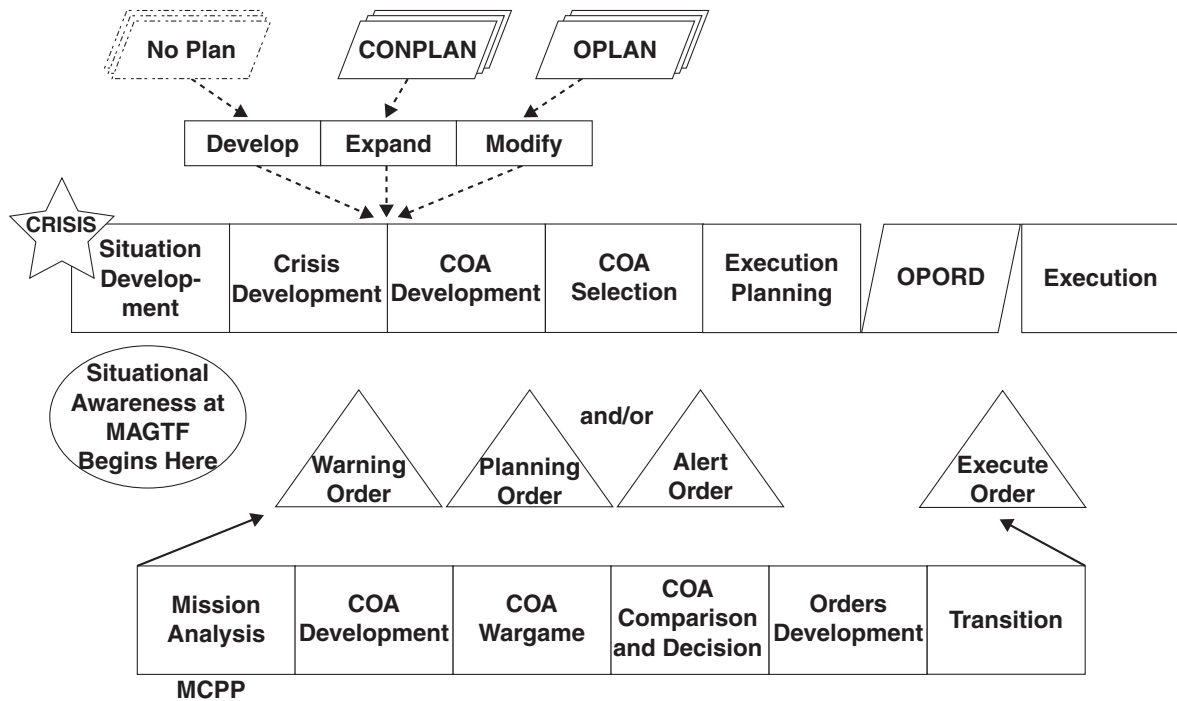 No Plan
CONPLAN
OPLAN
Develop
Expand
Modify
CRISIS
Situation
Develop-
ment
Crisis
Development
COA
Development
COA
Selection
Execution
Planning
OPORD
Execution
Situational
Awareness at
MAGTF
Begins Here
Warning
Order
Planning
Order
and/or
Alert
Order
Execute
Order
Mission
Analysis
COA
Development
COA
Wargame
COA
Comparison
and Decision
Orders
Development
Transition
MCPP